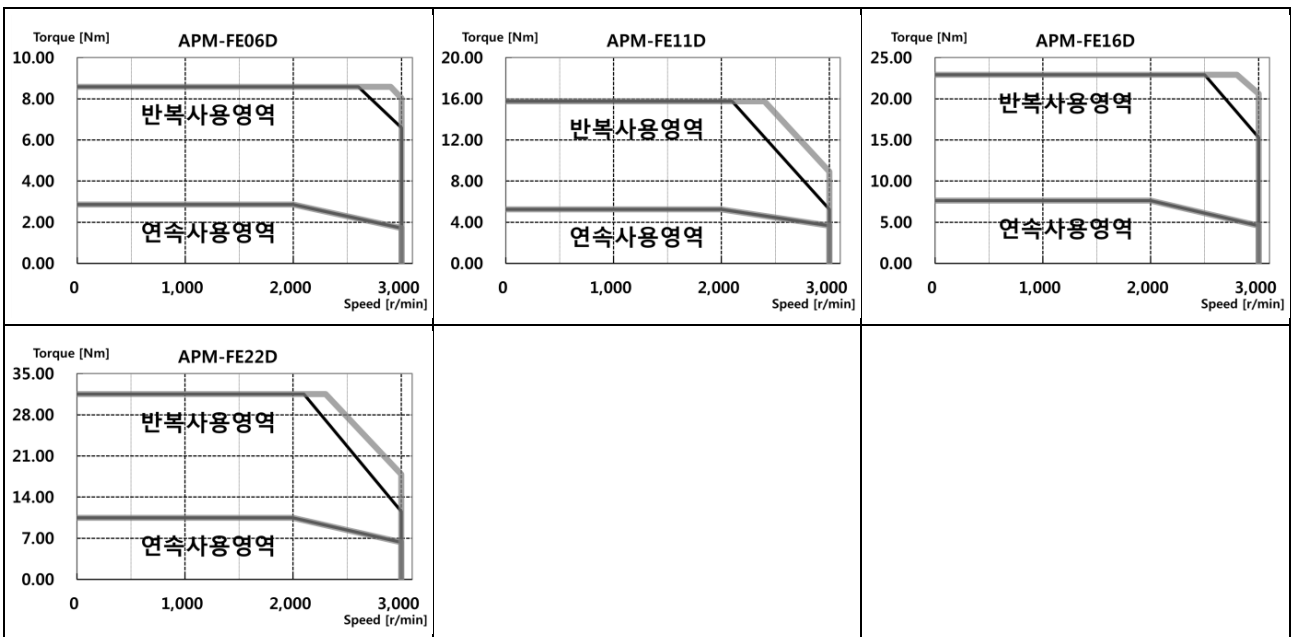 Torque [Nm] APM-FE06D
10.00
8.00
반복사용영역
6.00
4.00
2.00
연속사용영역
0.00
0 1,000 2,000 3,000
Speed [r/min]
Torque [Nm] APM-FE11D
20.00
16.00
반복사용영역
12.00
8.00
4.00
연속사용영역
0.00
0 1,000 2,000 3,000
Speed [r/min]
Torque [Nm] APM-FE16D
25.00
20.00
반복사용영역
15.00
10.00
5.00
연속사용영역
0.00
0 1,000 2,000 3,000
Speed [r/min]
Torque [Nm] APM-FE22D
35.00
28.00
반복사용영역
21.00
14.00
7.00
연속사용영역
0.00
0 1,000 2,000 3,000
Speed [r/min]